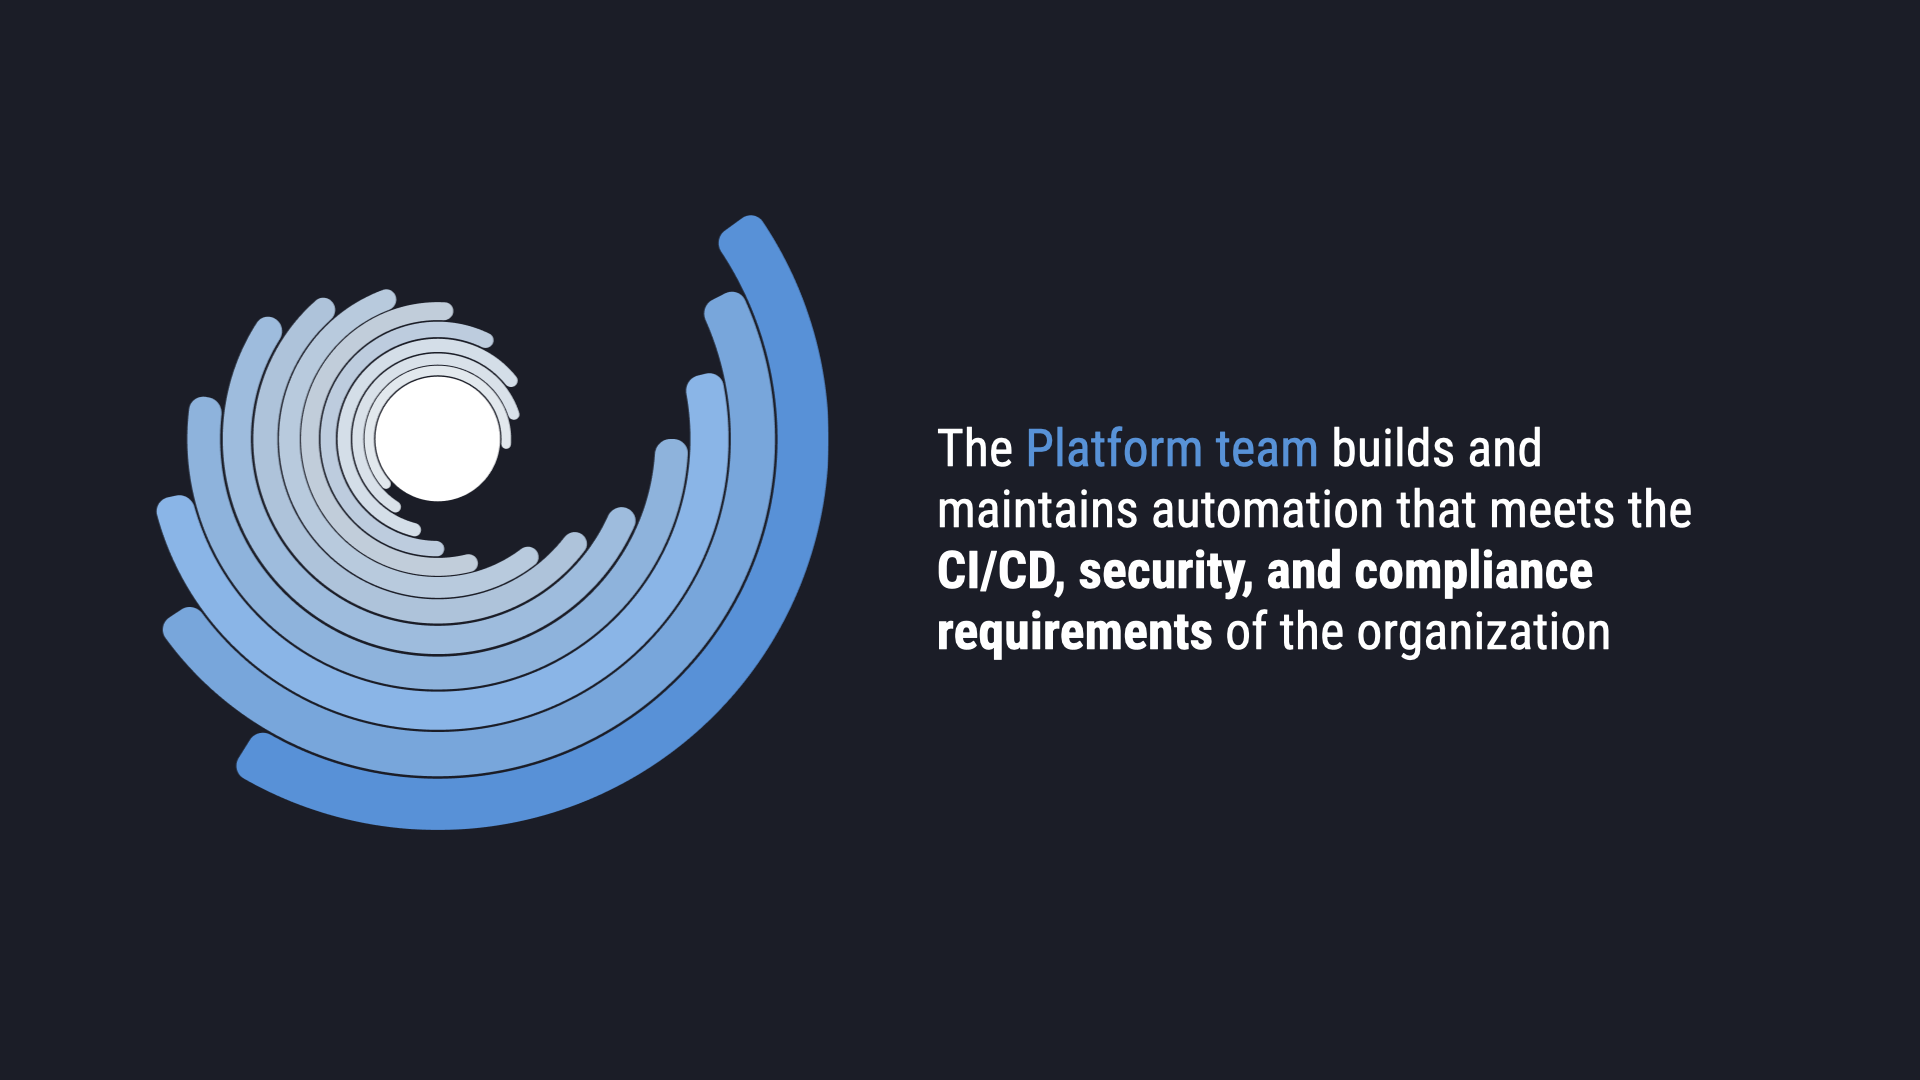 The Platform team builds and
maintains automation that meets the
CI/CD, security, and compliance
requirements of the organization